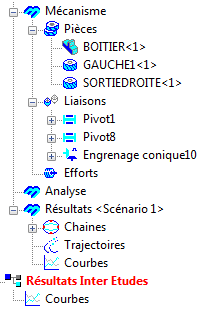 Mécanisme
Pièces
BOITIER<1>
GAUCHE1<1>
SORTIEDROITE<1>
Liaisons
Pivot1
Pivot8
Engrenage conique10
Efforts
Analyse
Résultats <Scénario 1>
Chaines
Trajectoires
Courbes
Résultats Inter Etudes
Courbes